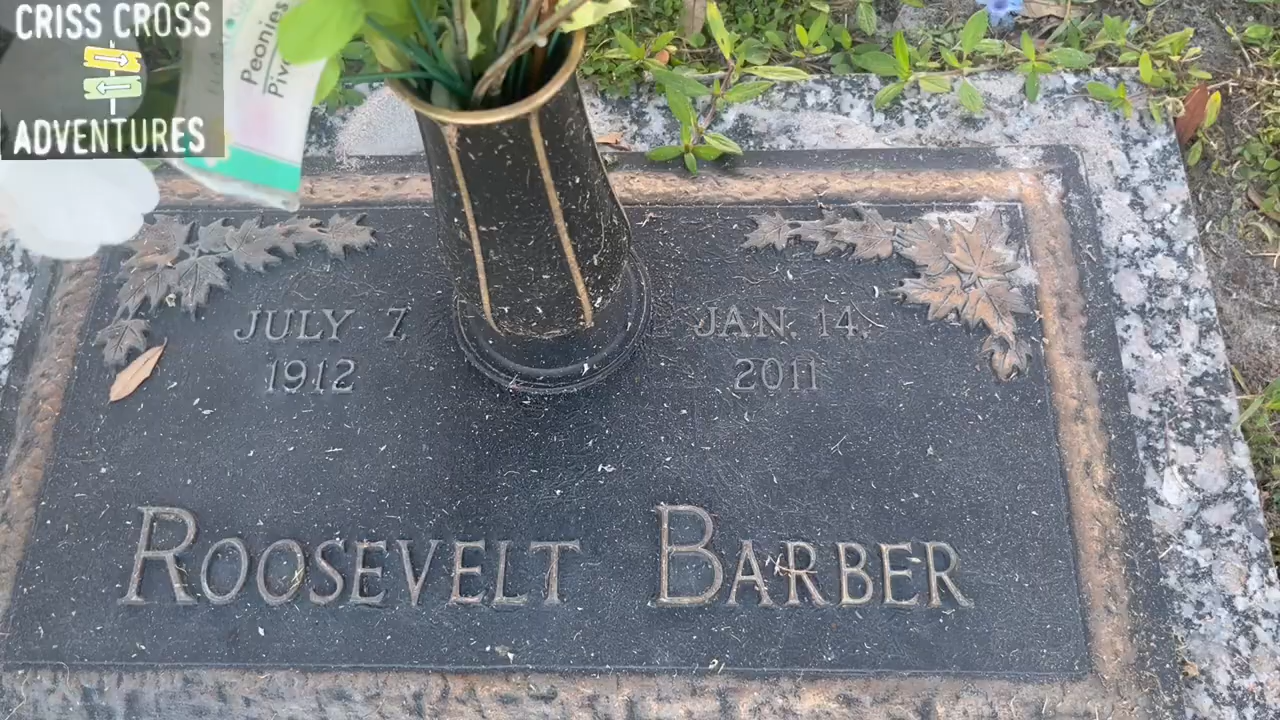 CRISS CROSS
ADVENTURES
Peonies
JULY 7,
1912
JAN. 14,
2011
ROOSEVELT BARBER